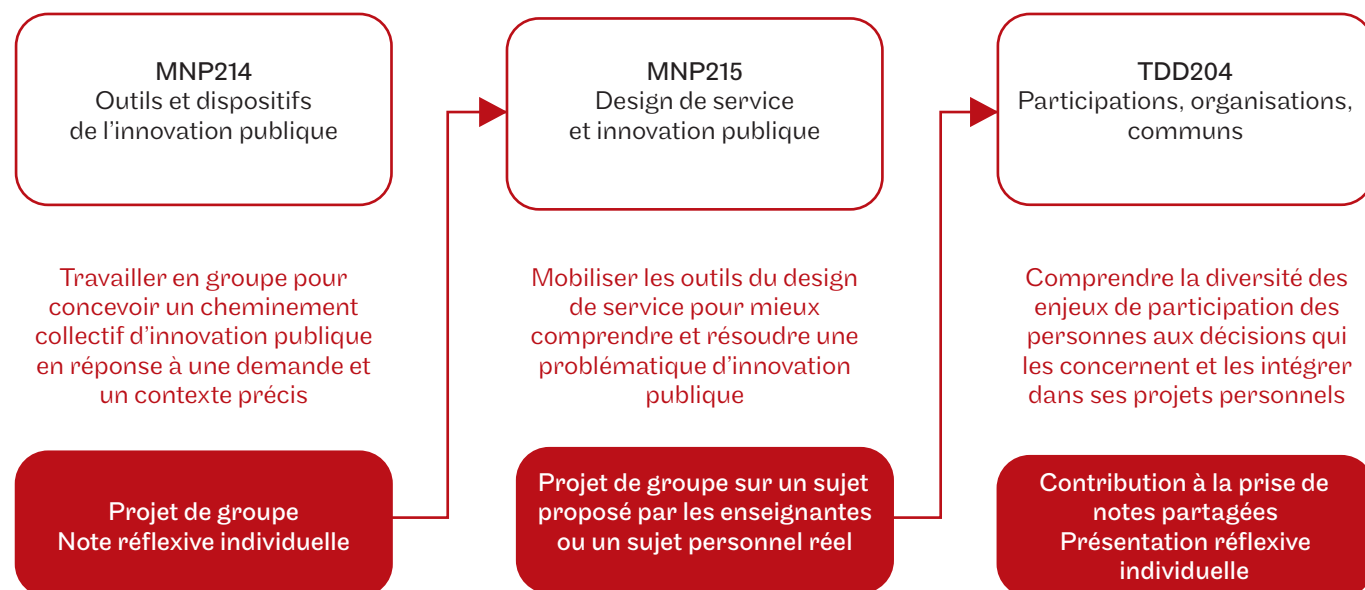 MNP214
Outils et dispositifs
de l'innovation publique
Travailler en groupe pour
concevoir un cheminement
collectif d'innovation publique
en réponse à une demande et
un contexte précis
Projet de groupe
Note réflexive individuelle
MNP215
Design de service
et innovation publique
Mobiliser les outils du design
de service pour mieux
comprendre et résoudre une
problématique d'innovation
publique
Projet de groupe sur un sujet
proposé par les enseignantes
ou un sujet personnel réel
TDD204
Participations, organisations,
communs
Comprendre la diversité des
enjeux de participation des
personnes aux décisions qui
les concernent et les intégrer
dans ses projets personnels
Contribution à la prise de
notes partagées
Présentation réflexive
individuelle